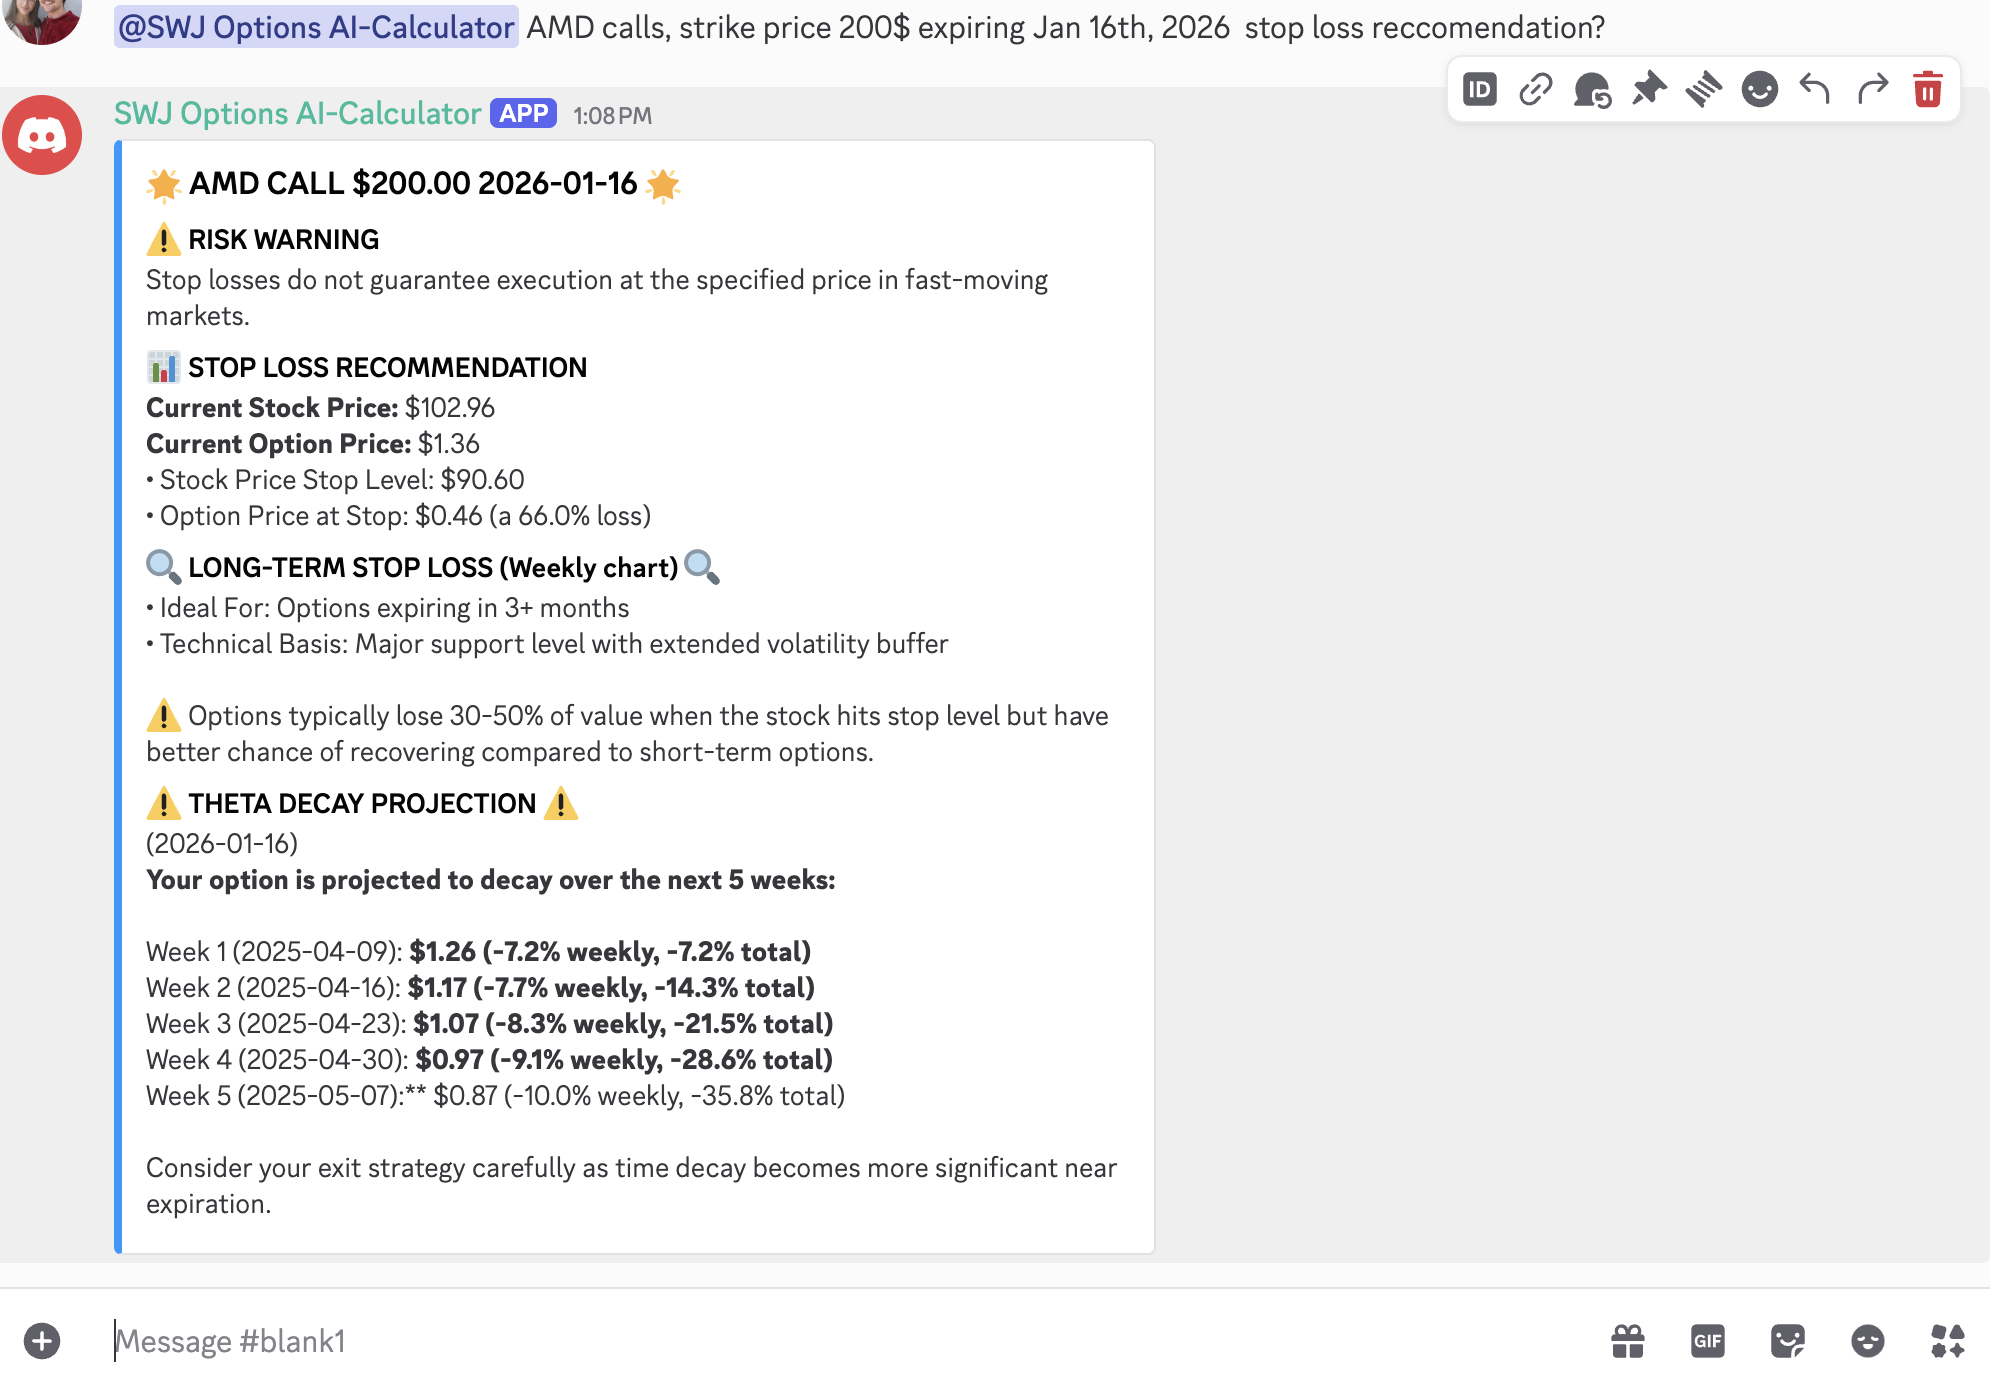 @SWJ Options AI-Calculator AMD calls, strike price 200$ expiring Jan 16th, 2026  stop loss reccomendation?
ID
SWJ Options AI-Calculator APP 1:08 PM
AMD CALL $200.00 2026-01-16
RISK WARNING
Stop losses do not guarantee execution at the specified price in fast-moving
markets.
STOP LOSS RECOMMENDATION
Current Stock Price: $102.96
Current Option Price: $1.36
• Stock Price Stop Level: $90.60
• Option Price at Stop: $0.46 (a 66.0% loss)
LONG-TERM STOP LOSS (Weekly chart)
• Ideal For: Options expiring in 3+ months
• Technical Basis: Major support level with extended volatility buffer
Options typically lose 30-50% of value when the stock hits stop level but have
better chance of recovering compared to short-term options.
THETA DECAY PROJECTION
(2026-01-16)
Your option is projected to decay over the next 5 weeks:
Week 1 (2025-04-09): $1.26 (-7.2% weekly, -7.2% total)
Week 2 (2025-04-16): $1.17 (-7.7% weekly, -14.3% total)
Week 3 (2025-04-23): $1.07 (-8.3% weekly, -21.5% total)
Week 4 (2025-04-30): $0.97 (-9.1% weekly, -28.6% total)
Week 5 (2025-05-07):** $0.87 (-10.0% weekly, -35.8% total)
Consider your exit strategy carefully as time decay becomes more significant near
expiration.
Message #blank1
GIF